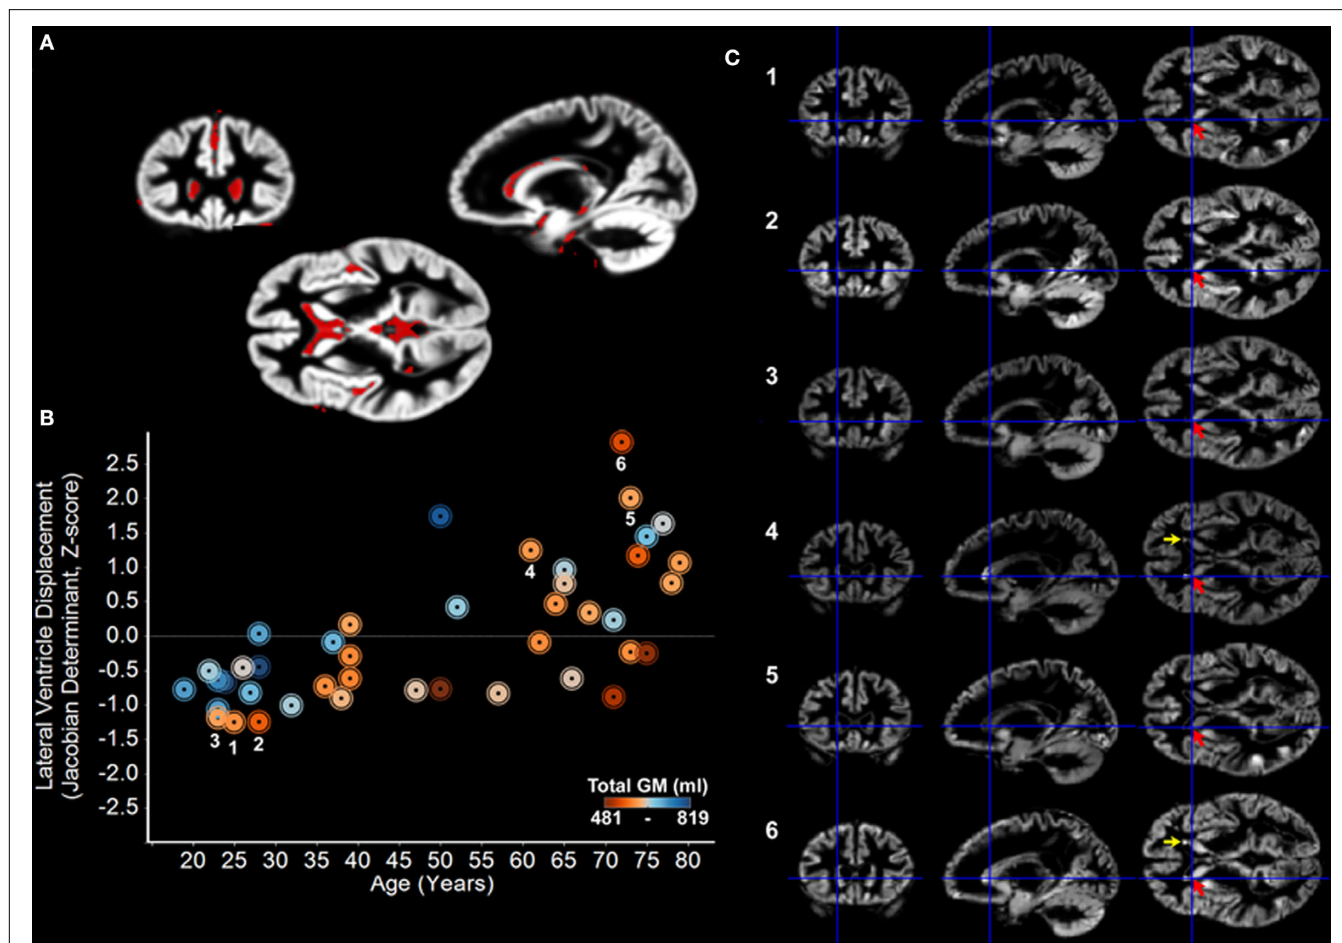 A
C
1
2
3
4
5
6
B
Lateral Ventricle Displacement
(Jacobian Determinant, Z-score)
2.5
2.0
1.5
1.0
0.5
0.0
-0.5
-1.0
-1.5
-2.0
-2.5
6
5
4
3 1 2
Total GM (ml)
481 - 819
20 25 30 35 40 45 50 55 60 65 70 75 80
Age (Years)